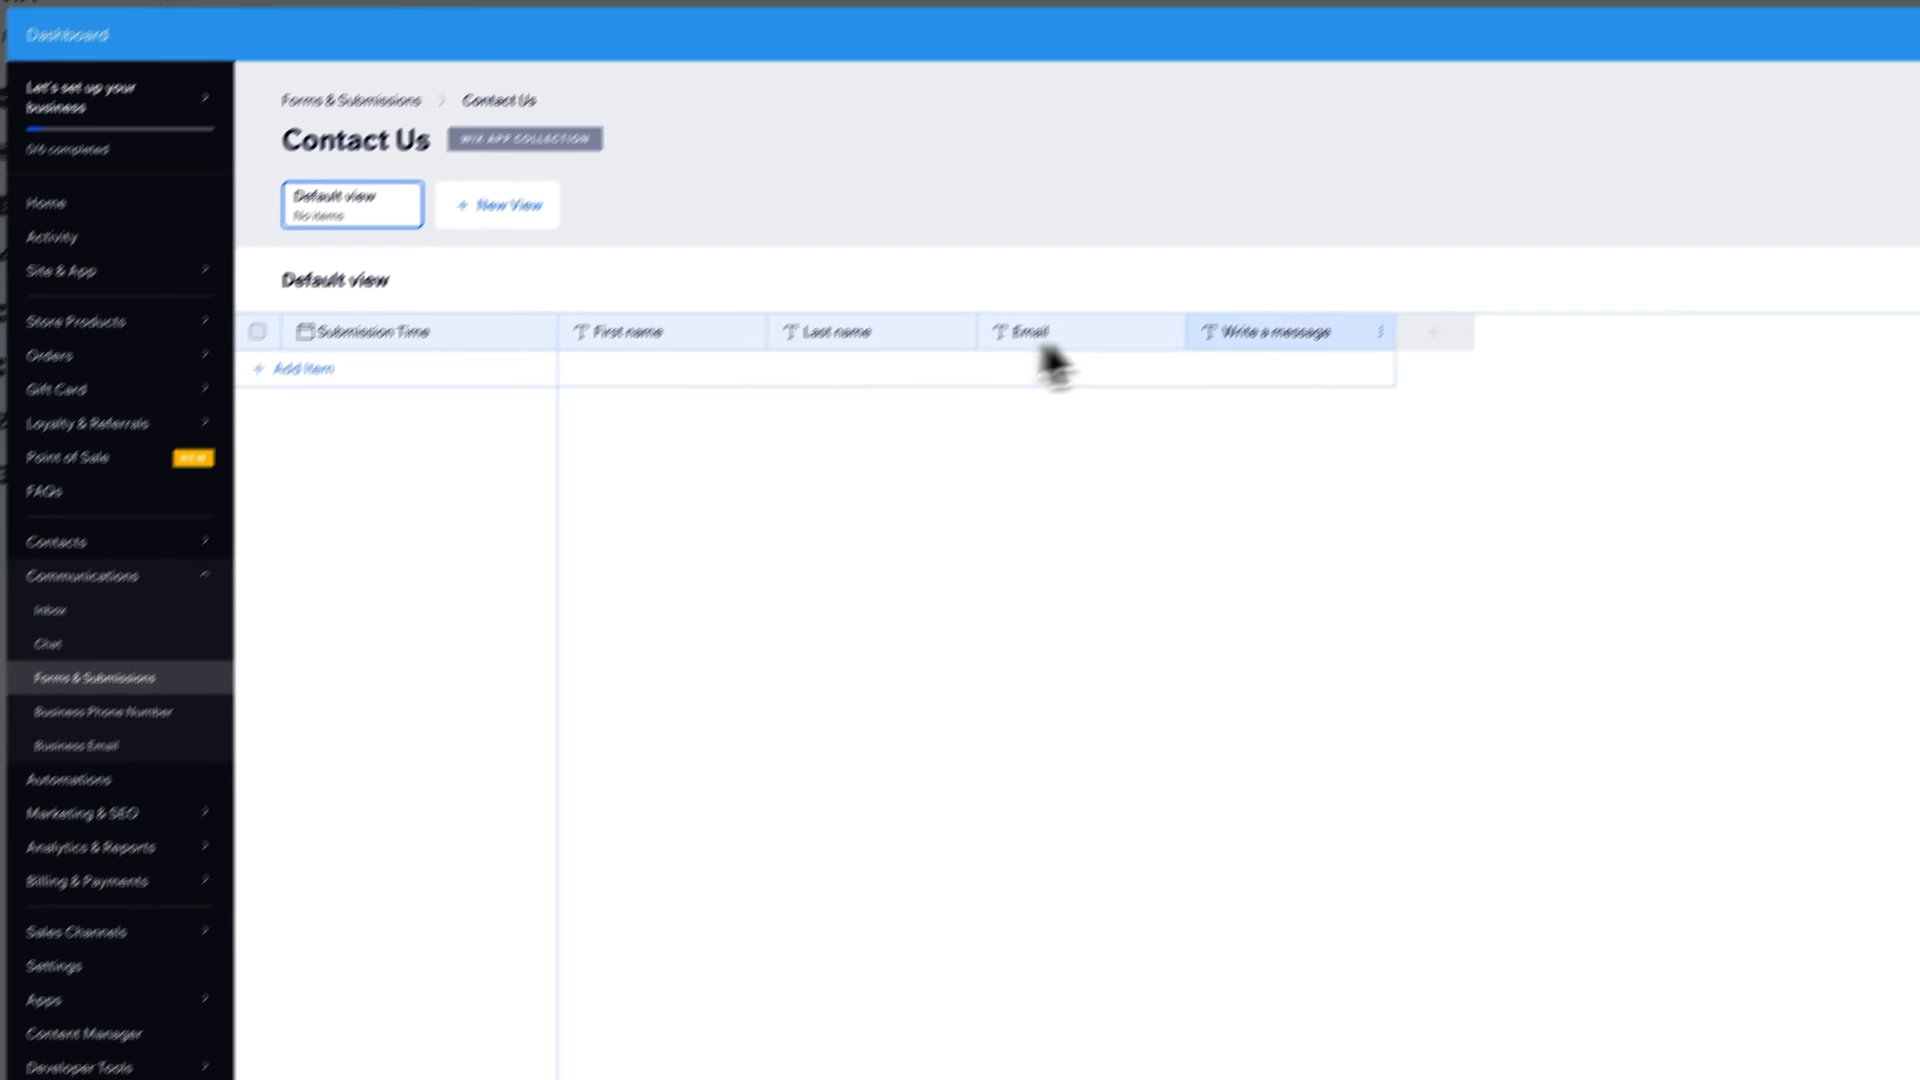 Dashboard
Let's set up your
business
0/6 completed
Home
Activity
Site & App
Store Products
Orders
Gift Card
Loyalty & Referrals
Point of Sale
NEW
FAQs
Contacts
Communications
Inbox
Chat
Forms & Submissions
Business Phone Number
Business Email
Automations
Marketing & SEO
Analytics & Reports
Billing & Payments
Sales Channels
Settings
Apps
Content Manager
Developer Tools
Forms & Submissions > Contact Us
Contact Us WIX APP COLLECTION
Default view
No items
+ New View
Default view
Submission Time First name Last name Email Write a message
+ Add Item